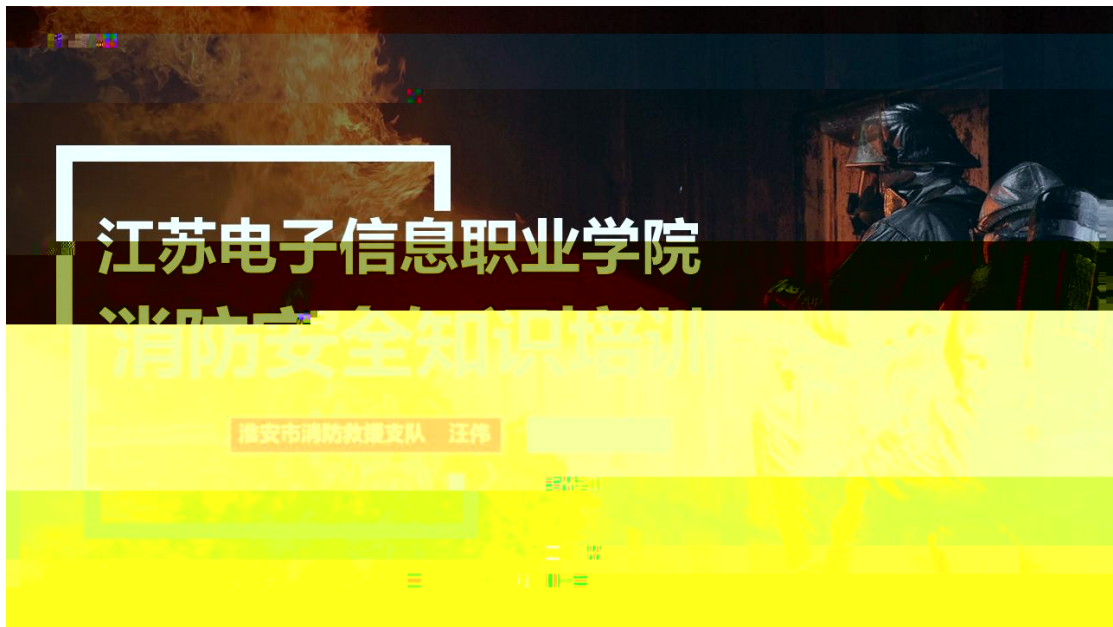 江苏电子信息职业学院
消防安全知识培训
淮安市消防救援支队 汪伟